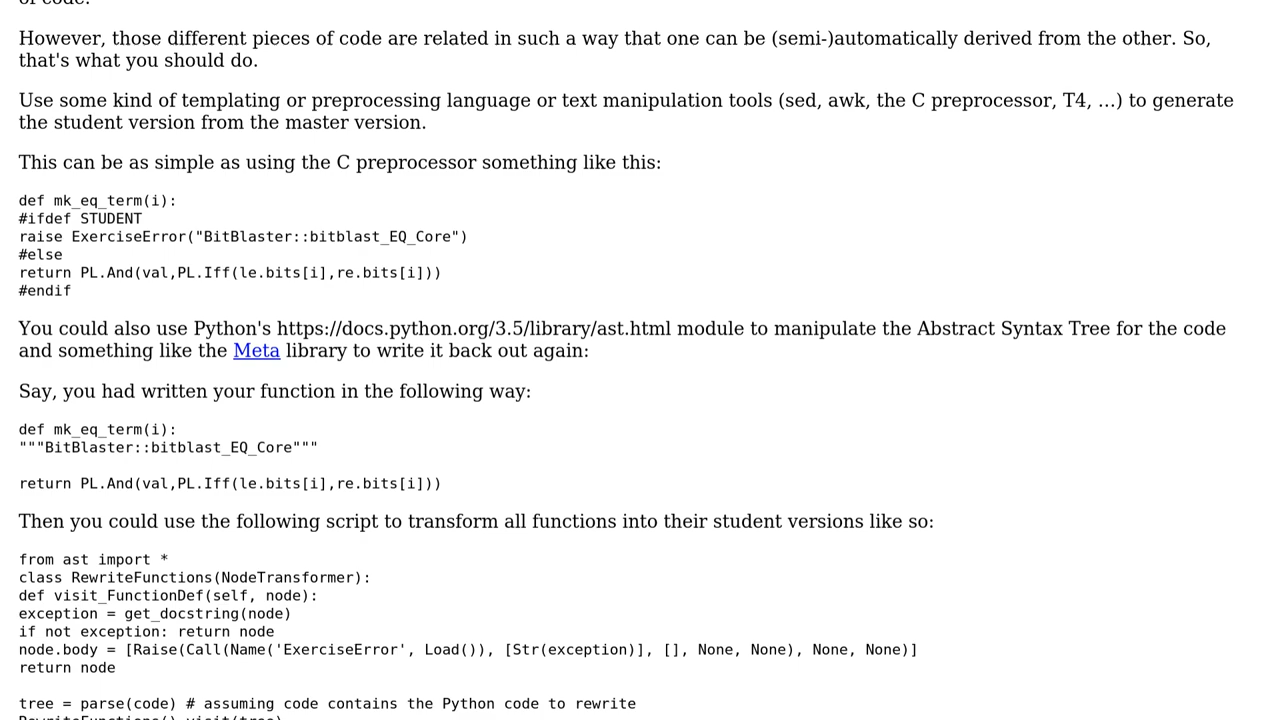 of code.
However, those different pieces of code are related in such a way that one can be (semi-)automatically derived from the other. So,
that's what you should do.
Use some kind of templating or preprocessing language or text manipulation tools (sed, awk, the C preprocessor, T4, …) to generate
the student version from the master version.
This can be as simple as using the C preprocessor something like this:
def mk_eq_term(i):
#ifdef STUDENT
raise ExerciseError("BitBlaster::bitblast_EQ_Core")
#else
return PL.And(val,PL.Iff(le.bits[i],re.bits[i]))
#endif
You could also use Python's https://docs.python.org/3.5/library/ast.html module to manipulate the Abstract Syntax Tree for the code
and something like the Meta library to write it back out again:
Say, you had written your function in the following way:
def mk_eq_term(i):
"""BitBlaster::bitblast_EQ_Core"""
return PL.And(val,PL.Iff(le.bits[i],re.bits[i]))
Then you could use the following script to transform all functions into their student versions like so:
from ast import *
class RewriteFunctions(NodeTransformer):
def visit_FunctionDef(self, node):
exception = get_docstring(node)
if not exception: return node
node.body = [Raise(Call(Name('ExerciseError', Load()), [Str(exception)], [], None, None), None, None)]
return node
tree = parse(code) # assuming code contains the Python code to rewrite
RewriteFunctions().visit(tree)